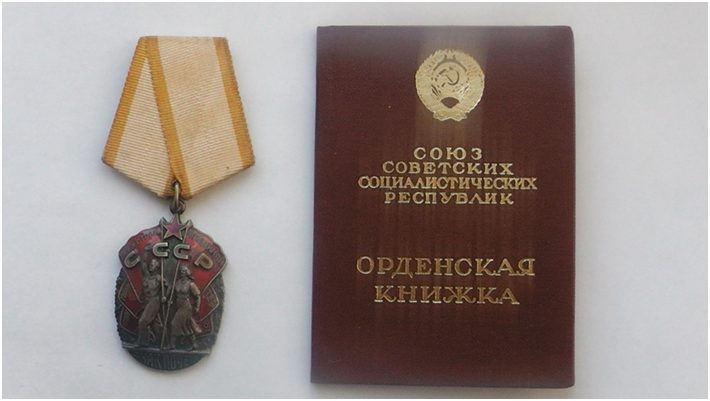 СССР
СОЮЗ
СОВЕТСКИХ
СОЦИАЛИСТИЧЕСКИХ
РЕСПУБЛИК
ОРДЕНСКАЯ
КНИЖКА